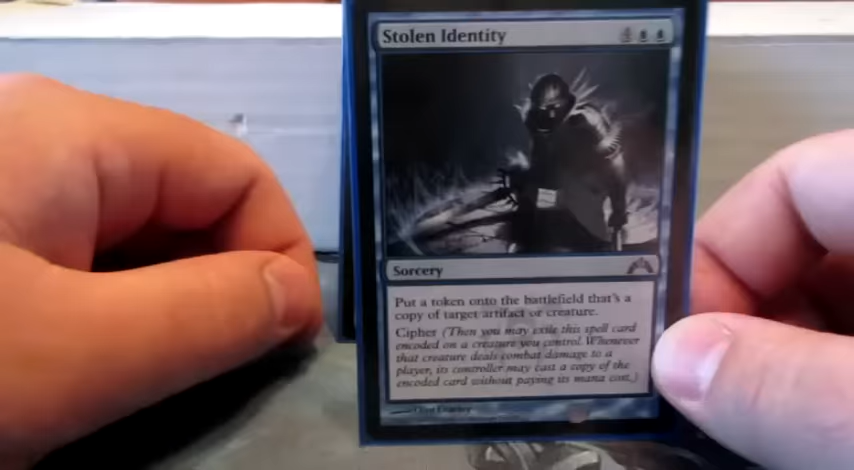 Stolen Identity 4
Sorcery
Put a token onto the battlefield that's a
copy of target artifact or creature.
Cipher (Then you may exile this spell card
encoded on a creature you control. Whenever
that creature deals combat damage to a
player, its controller may cast a copy of the
encoded card without paying its mana cost.)